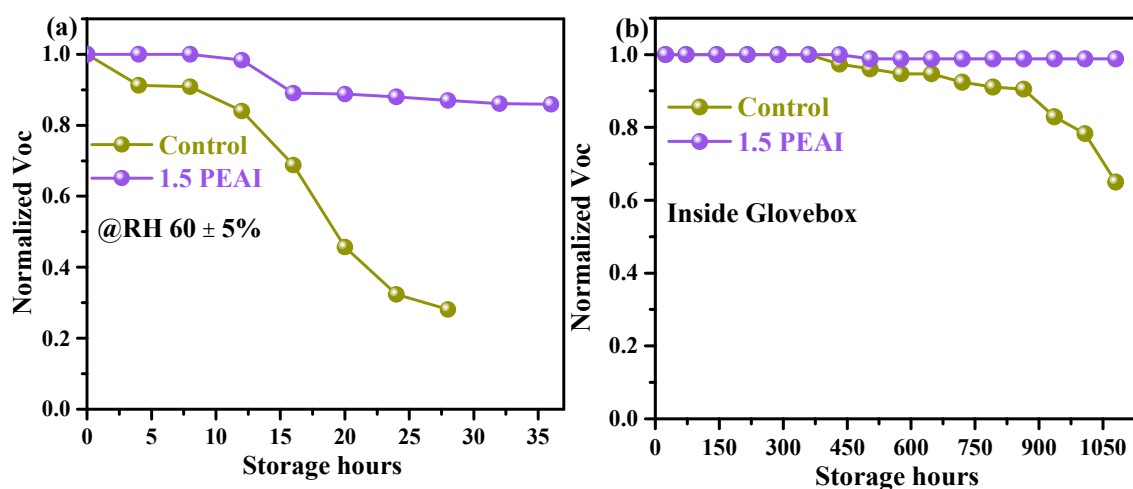 (a)
Normalized Voc
1.0
0.8
0.6
0.4
0.2
0.0
Control
1.5 PEAI
@RH 60 ± 5%
0 5 10 15 20 25 30 35
Storage hours
(b)
Normalized Voc
1.0
0.8
0.6
0.4
0.2
0.0
Control
1.5 PEAI
Inside Glovebox
0 150 300 450 600 750 900 1050
Storage hours